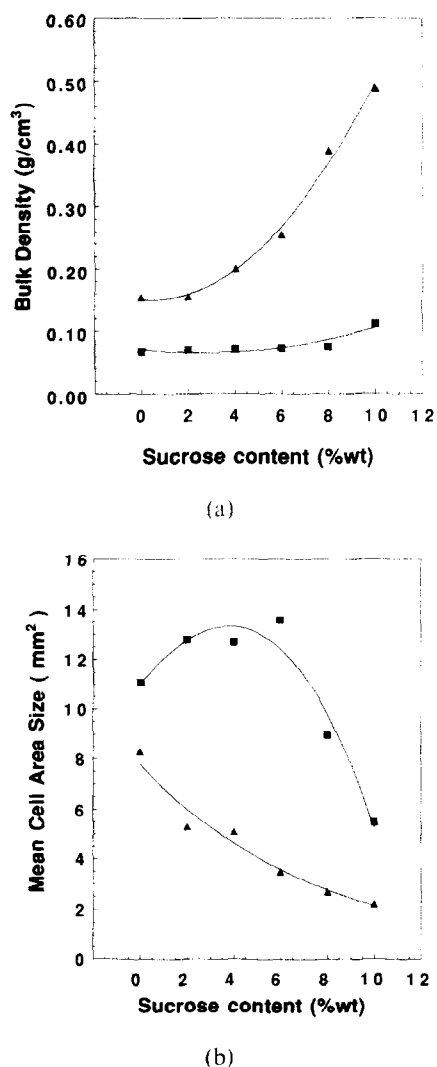 0.60
0.50
0.40
0.30
0.20
0.10
0.00
Bulk Density (g/cm³)
0 2 4 6 8 10 12
Sucrose content (%wt)
(a)
16
14
12
10
8
6
4
2
0
Mean Cell Area Size ( mm² )
0 2 4 6 8 10 12
Sucrose content (%wt)
(b)